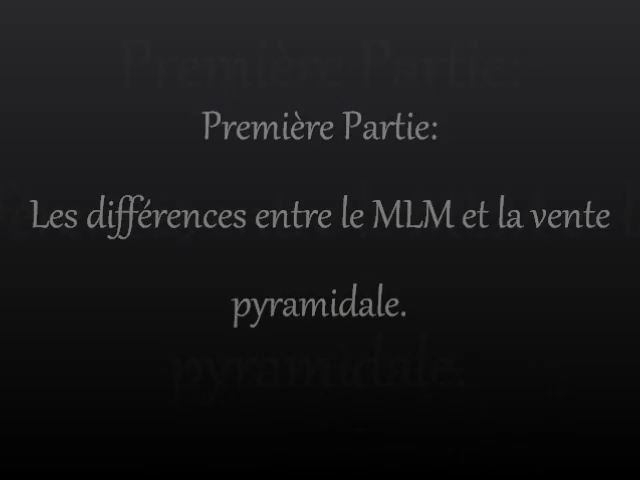 Première Partie:
Les différences entre le MLM et la vente
pyramidale.